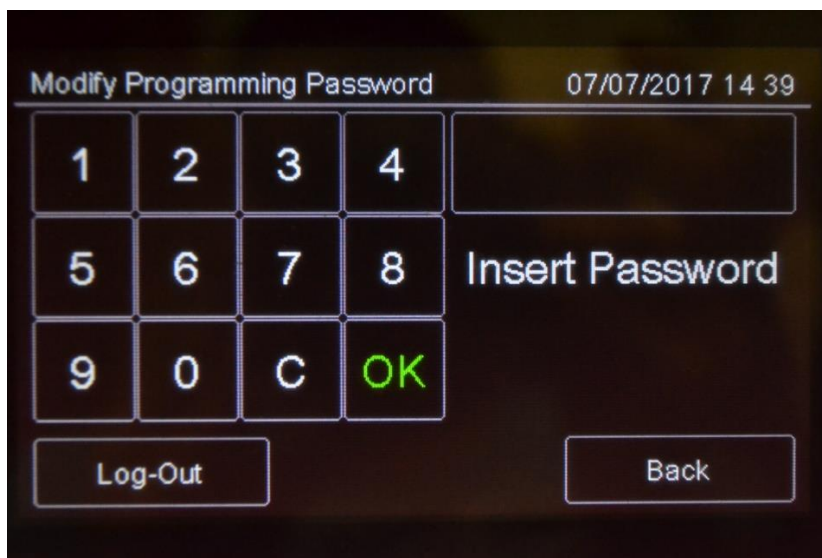 Modify Programming Password 07/07/2017 14 39
1 2 3 4
5 6 7 8 Insert Password
9 0 C OK
Log-Out Back